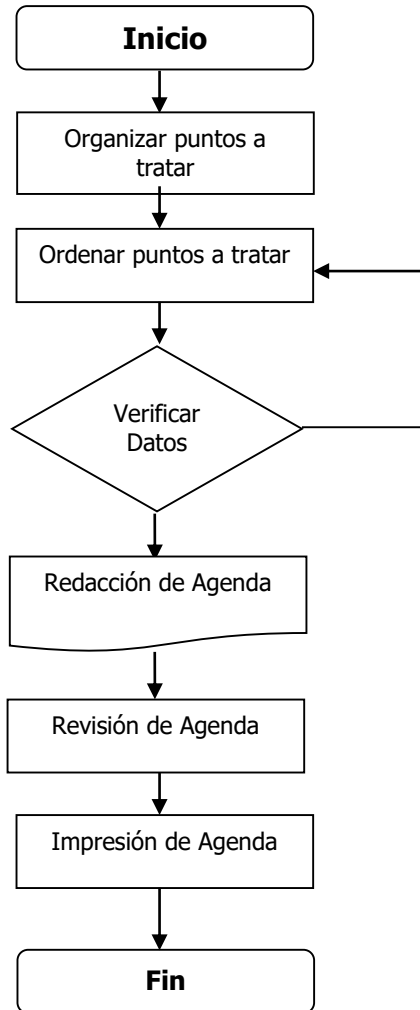 Inicio
Organizar puntos a
tratar
Ordenar puntos a tratar
Verificar
Datos
Redacción de Agenda
Revisión de Agenda
Impresión de Agenda
Fin